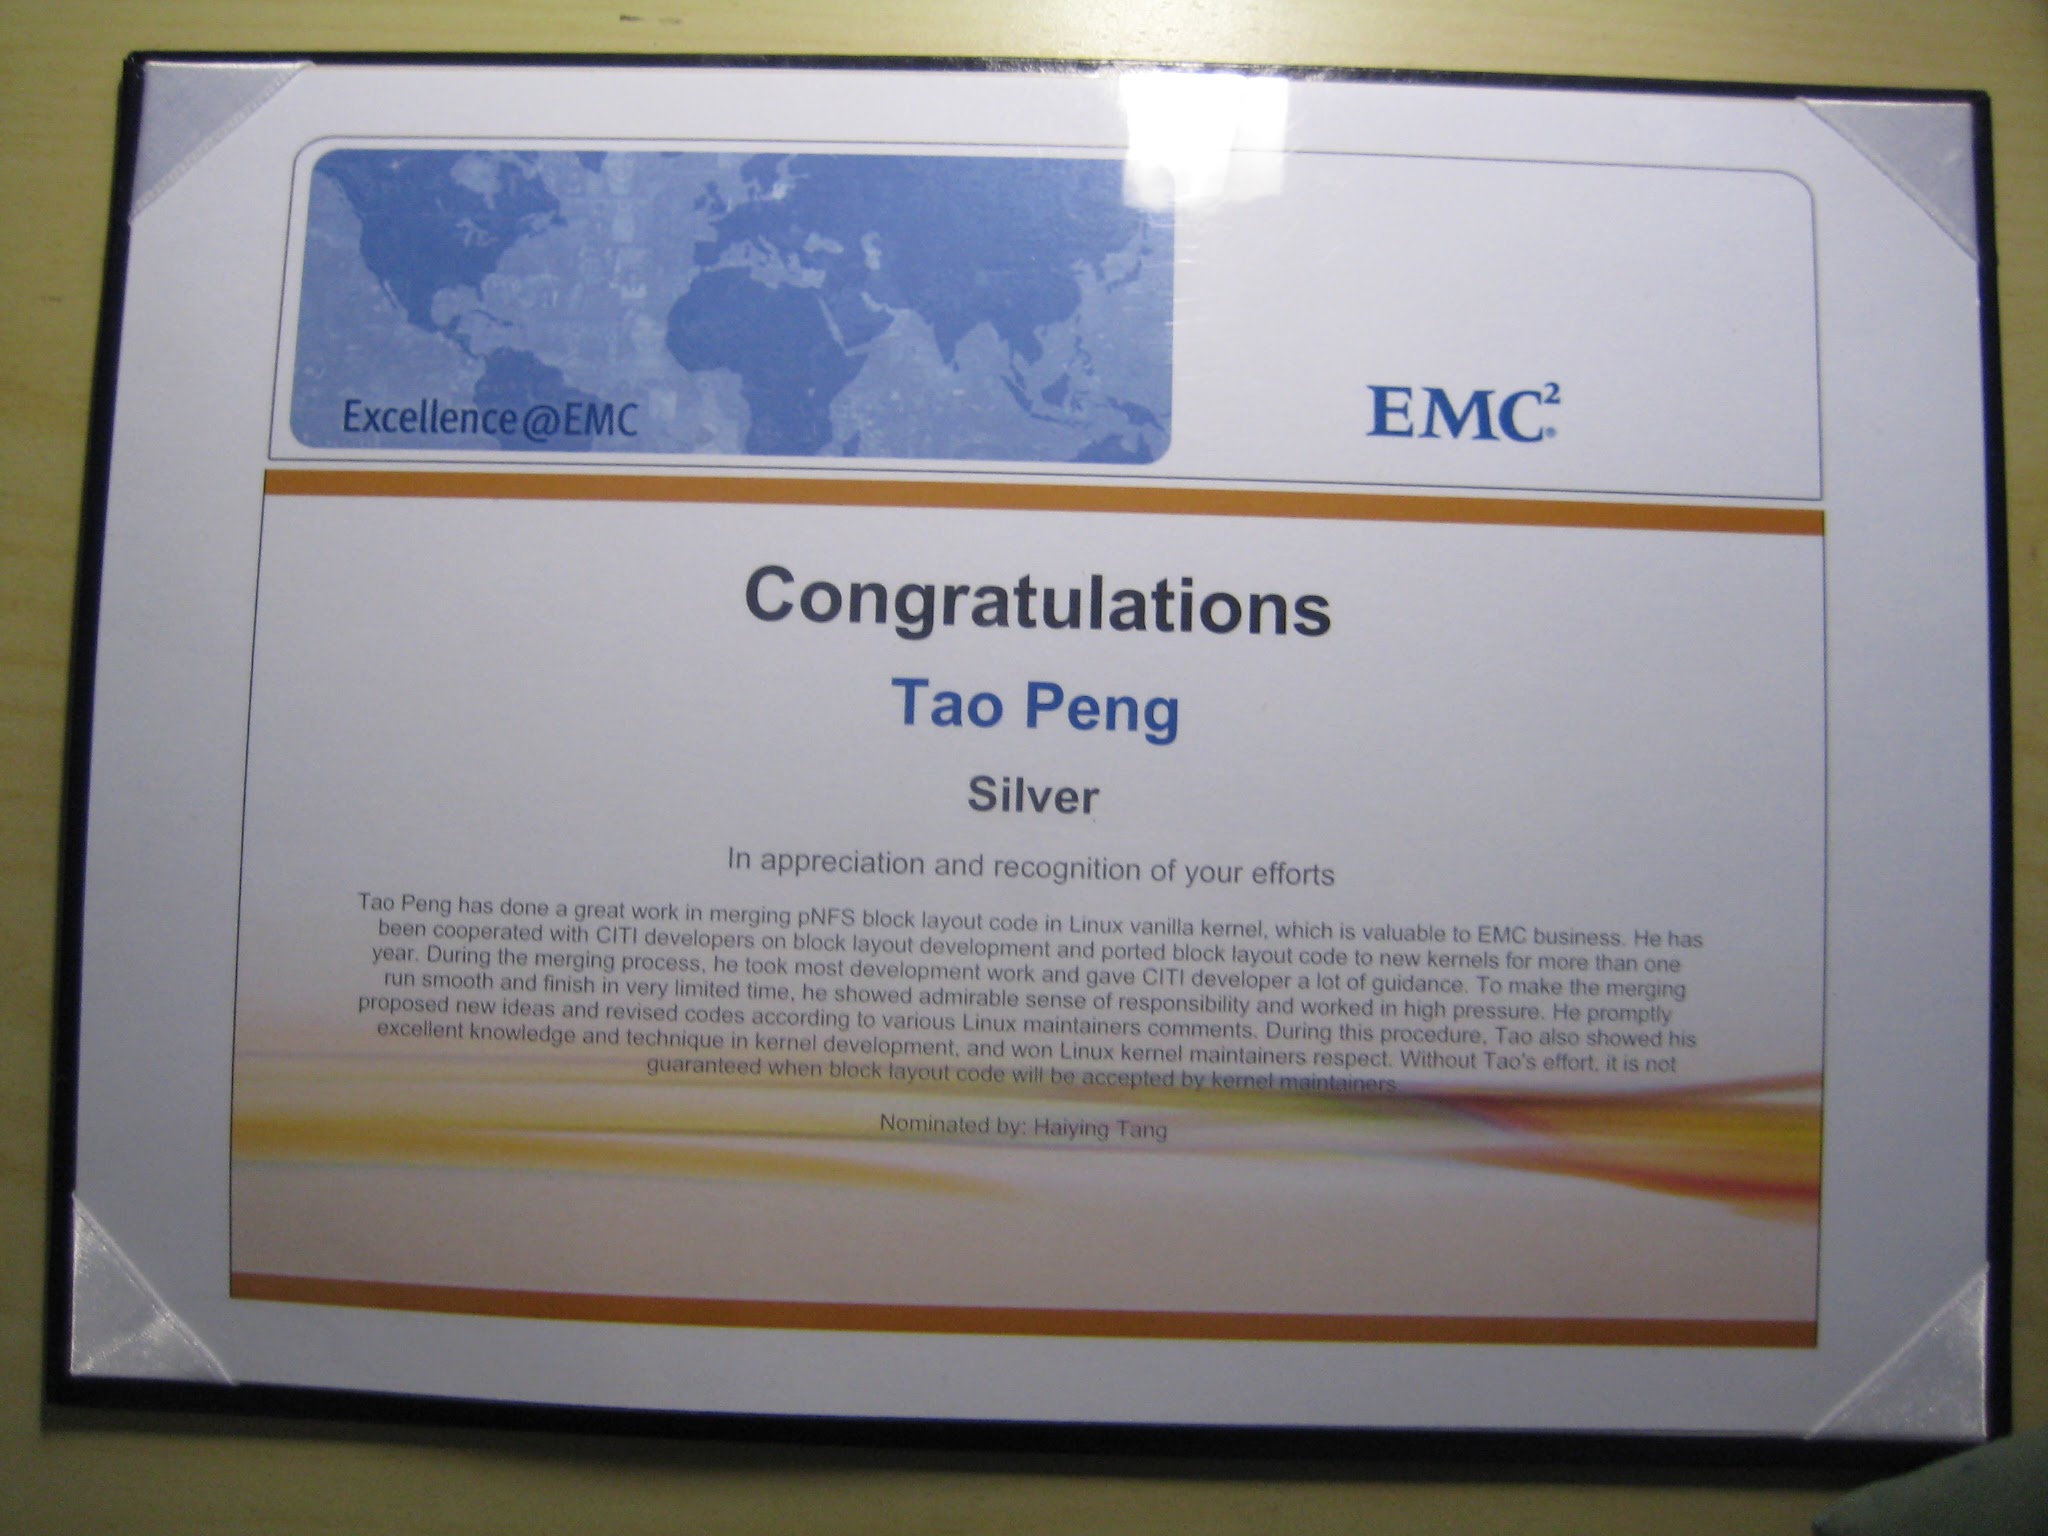 Excellence@EMC
EMC²®
Congratulations
Tao Peng
Silver
In appreciation and recognition of your efforts
Tao Peng has done a great work in merging pNFS block layout code in Linux vanilla kernel, which is valuable to EMC business. He has
been cooperated with CITI developers on block layout development and ported block layout code to new kernels for more than one
year. During the merging process, he took most development work and gave CITI developer a lot of guidance. To make the merging
run smooth and finish in very limited time, he showed admirable sense of responsibility and worked in high pressure. He promptly
proposed new ideas and revised codes according to various Linux maintainers comments. During this procedure, Tao also showed his
excellent knowledge and technique in kernel development, and won Linux kernel maintainers respect. Without Tao's effort, it is not
guaranteed when block layout code will be accepted by kernel maintainers.
Nominated by: Haiying Tang